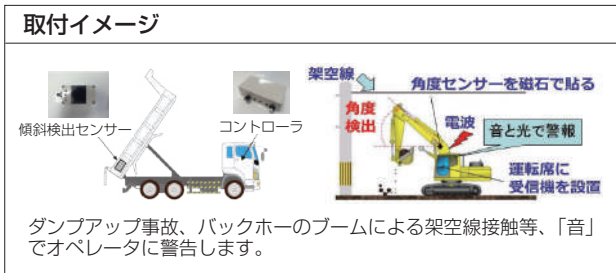 取付イメージ
傾斜検出センサー
コントローラ
架空線
角度センサーを磁石で貼る
角度
検出
電波
音と光で警報
運転席に
受信機を設置
ダンプアップ事故、バックホーのブームによる架空線接触等、「音」
でオペレータに警告します。